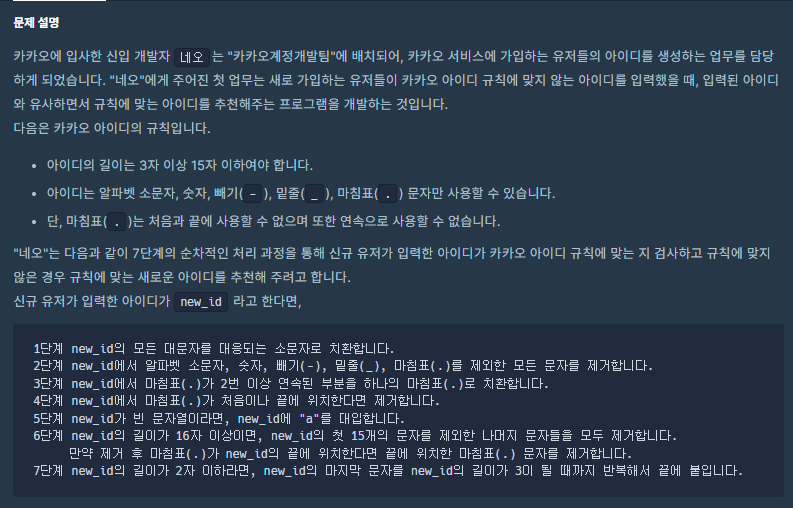 문제 설명
카카오에 입사한 신입 개발자 네오 는 "카카오계정개발팀"에 배치되어, 카카오 서비스에 가입하는 유저들의 아이디를 생성하는 업무를 담당
하게 되었습니다. "네오"에게 주어진 첫 업무는 새로 가입하는 유저들이 카카오 아이디 규칙에 맞지 않는 아이디를 입력했을 때, 입력된 아이디
와 유사하면서 규칙에 맞는 아이디를 추천해주는 프로그램을 개발하는 것입니다.
다음은 카카오 아이디의 규칙입니다.
• 아이디의 길이는 3자 이상 15자 이하여야 합니다.
• 아이디는 알파벳 소문자, 숫자, 빼기( - ), 밑줄( _ ), 마침표( . ) 문자만 사용할 수 있습니다.
• 단, 마침표( . )는 처음과 끝에 사용할 수 없으며 또한 연속으로 사용할 수 없습니다.
"네오"는 다음과 같이 7단계의 순차적인 처리 과정을 통해 신규 유저가 입력한 아이디가 카카오 아이디 규칙에 맞는 지 검사하고 규칙에 맞지
않은 경우 규칙에 맞는 새로운 아이디를 추천해 주려고 합니다.
신규 유저가 입력한 아이디가 new_id 라고 한다면,
1단계 new_id의 모든 대문자를 대응되는 소문자로 치환합니다.
2단계 new_id에서 알파벳 소문자, 숫자, 빼기(-), 밑줄(_), 마침표(.)를 제외한 모든 문자를 제거합니다.
3단계 new_id에서 마침표(.)가 2번 이상 연속된 부분을 하나의 마침표(.)로 치환합니다.
4단계 new_id에서 마침표(.)가 처음이나 끝에 위치한다면 제거합니다.
5단계 new_id가 빈 문자열이라면, new_id에 "a"를 대입합니다.
6단계 new_id의 길이가 16자 이상이면, new_id의 첫 15개의 문자를 제외한 나머지 문자들을 모두 제거합니다.
만약 제거 후 마침표(.)가 new_id의 끝에 위치한다면 끝에 위치한 마침표(.) 문자를 제거합니다.
7단계 new_id의 길이가 2자 이하라면, new_id의 마지막 문자를 new_id의 길이가 3이 될 때까지 반복해서 끝에 붙입니다.